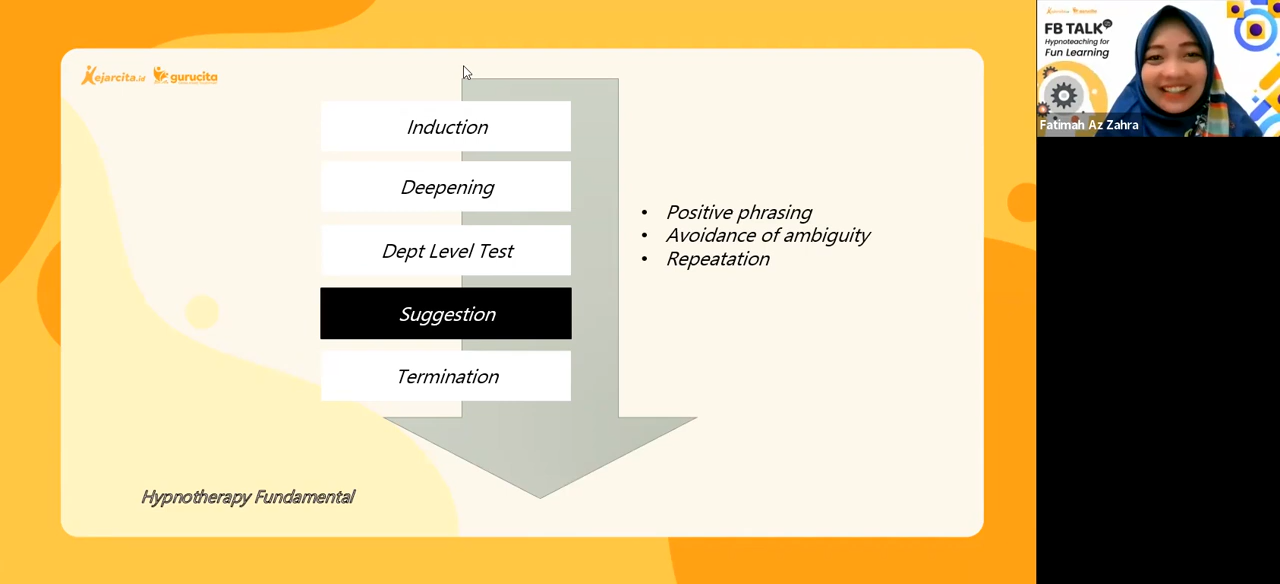 kejarcita.id gurucita
Induction
Deepening
Dept Level Test
Suggestion
Termination
• Positive phrasing
• Avoidance of ambiguity
• Repeatation
Hypnotherapy Fundamental
FB TALK
Hypnoteaching for
Fun Learning
Fatimah Az Zahra